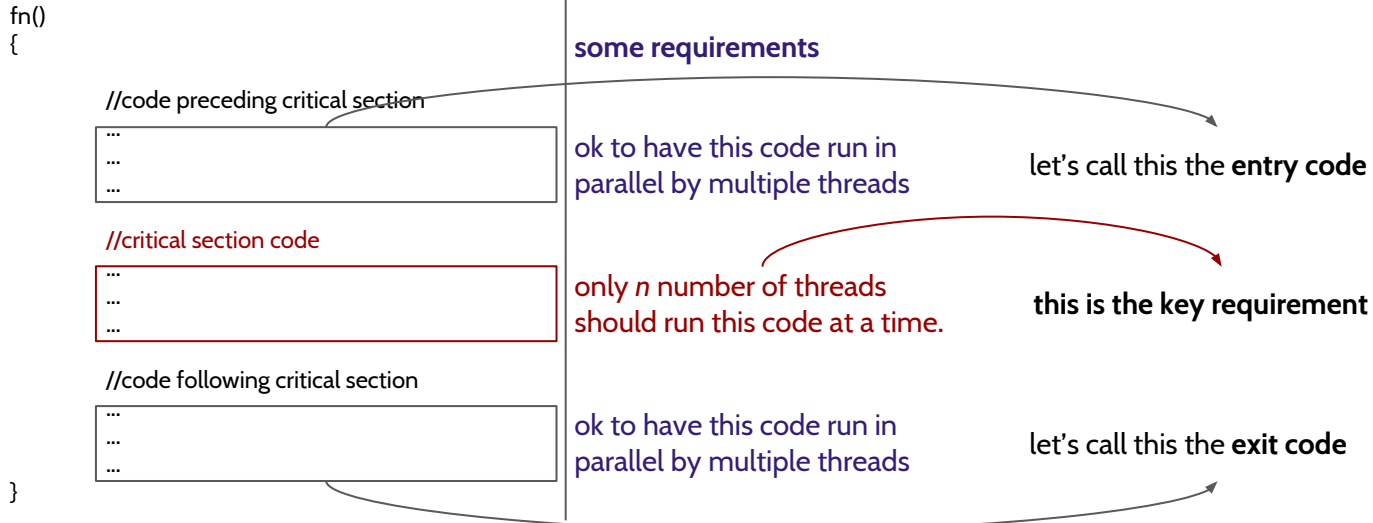 fn()
{
some requirements
//code preceding critical section
...
...
...
ok to have this code run in
parallel by multiple threads
let's call this the entry code
//critical section code
...
...
...
only n number of threads
should run this code at a time.
this is the key requirement
//code following critical section
...
...
...
ok to have this code run in
parallel by multiple threads
let's call this the exit code
}